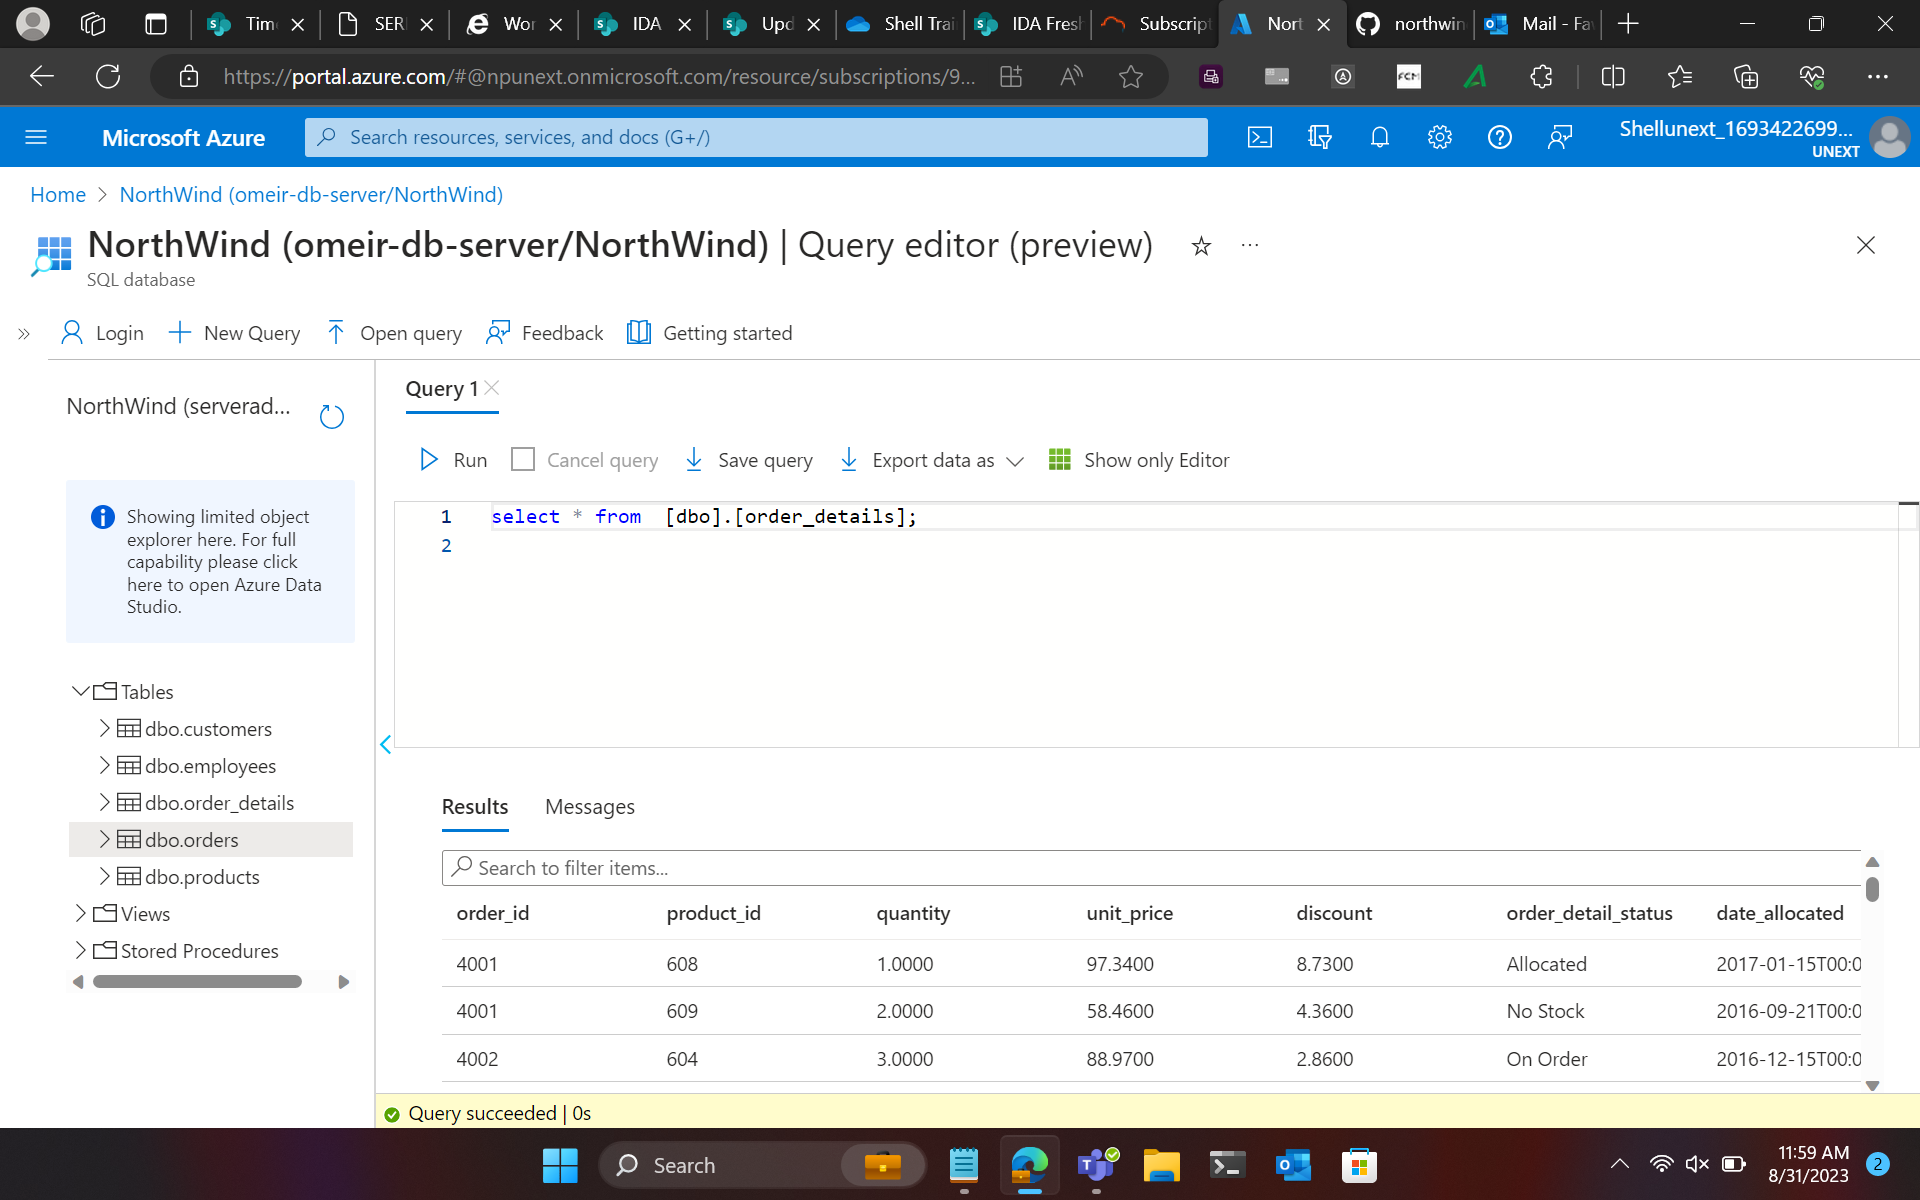 Tim
SERI
Wor
IDA
Upd
Shell Trai
IDA Fresh
Subscript
Nort
northwin
Mail - Fa
https://portal.azure.com/#@npunext.onmicrosoft.com/resource/subscriptions/9...
Microsoft Azure
Search resources, services, and docs (G+/)
Shellunext_1693422699...
UNEXT
Home > NorthWind (omeir-db-server/NorthWind)
NorthWind (omeir-db-server/NorthWind) | Query editor (preview)
SQL database
Login
New Query
Open query
Feedback
Getting started
NorthWind (serverad...
Showing limited object
explorer here. For full
capability please click
here to open Azure Data
Studio.
Tables
dbo.customers
dbo.employees
dbo.order_details
dbo.orders
dbo.products
Views
Stored Procedures
Query 1
Run
Cancel query
Save query
Export data as
Show only Editor
1 select * from  [dbo].[order_details];
2
Results
Messages
Search to filter items...
order_id product_id quantity unit_price discount order_detail_status date_allocated
4001 608 1.0000 97.3400 8.7300 Allocated 2017-01-15T00:0
4001 609 2.0000 58.4600 4.3600 No Stock 2016-09-21T00:0
4002 604 3.0000 88.9700 2.8600 On Order 2016-12-15T00:0
Query succeeded | 0s
Search
11:59 AM
8/31/2023
2